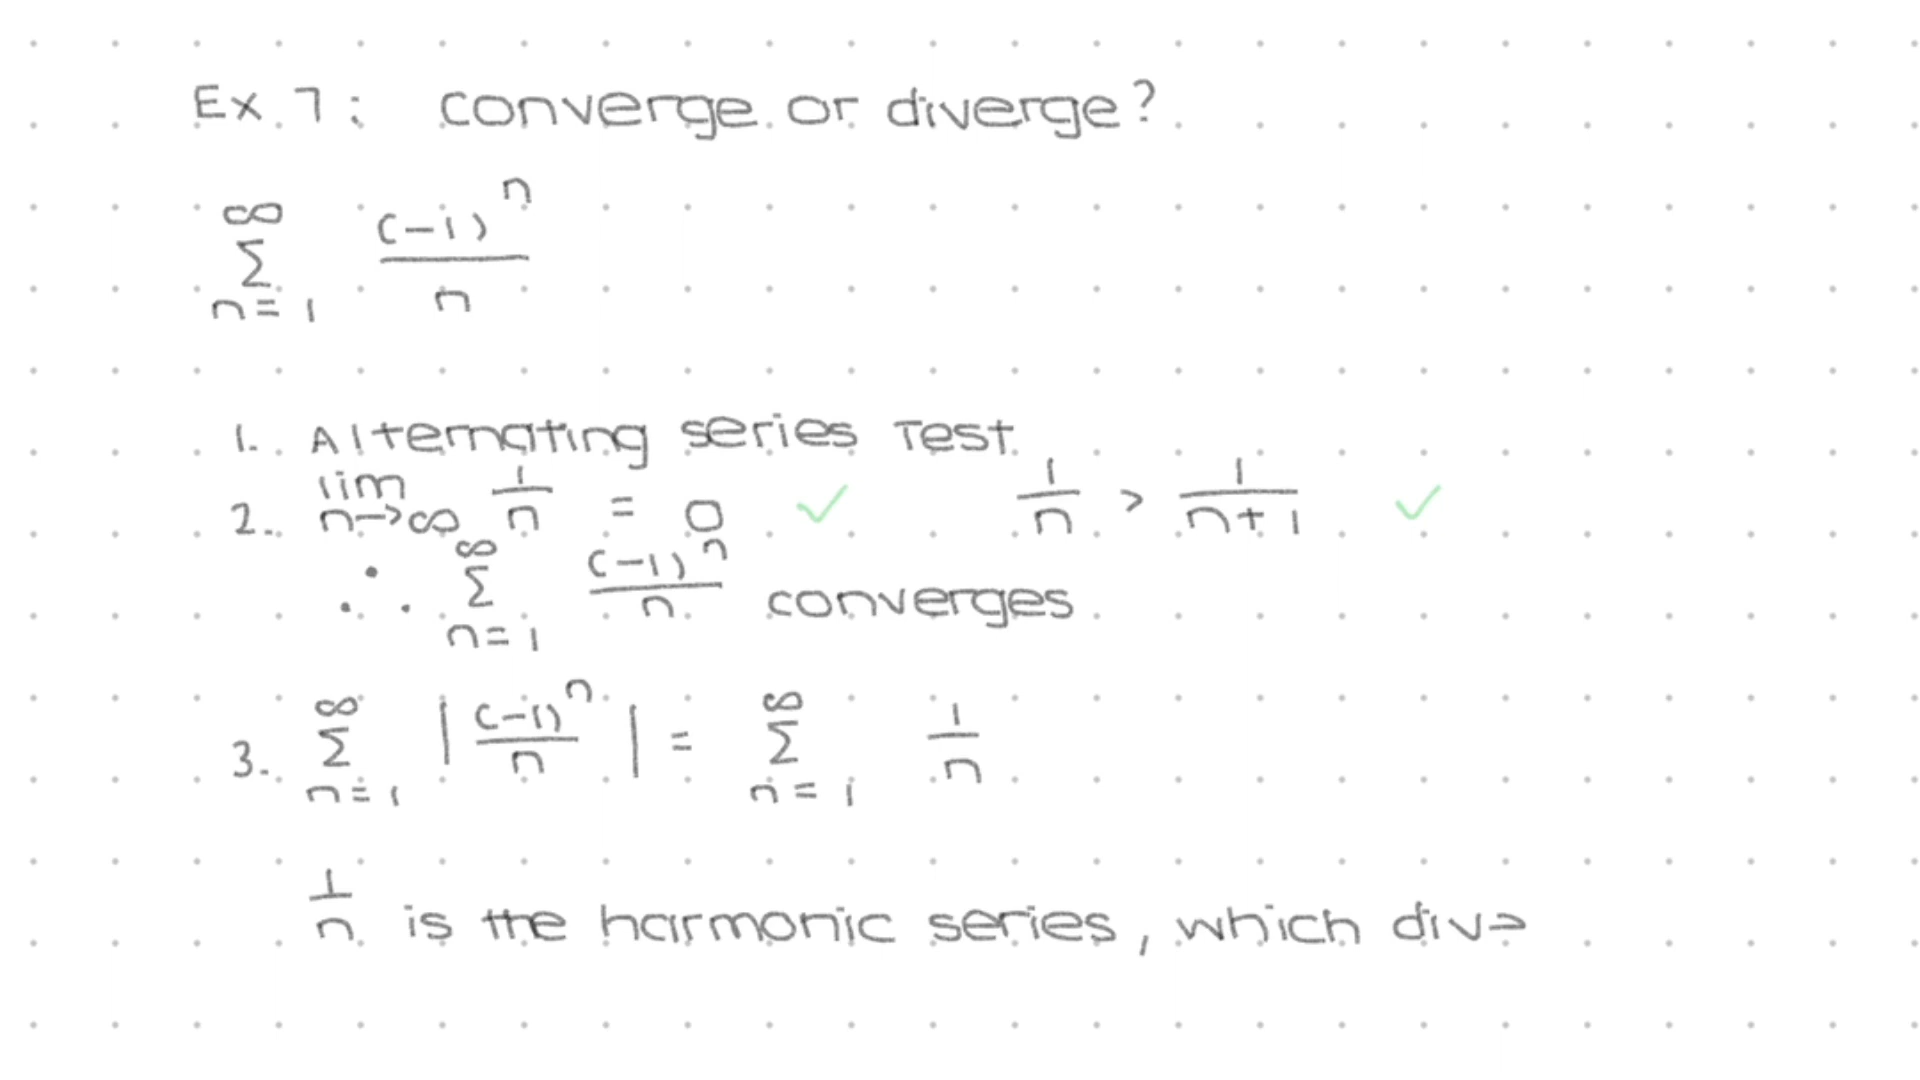 Ex. 7: converge or diverge?
∞
Σ (-1)^n / n
n=1
1. Alternating series Test
2. lim n→∞ 1/n = 0 ✓ 1/n > 1/(n+1) ✓
∴ ∞ Σ n=1 (-1)^n / n converges
3. ∞ Σ n=1 |(-1)^n / n| = ∞ Σ n=1 1/n
1/n is the harmonic series, which div